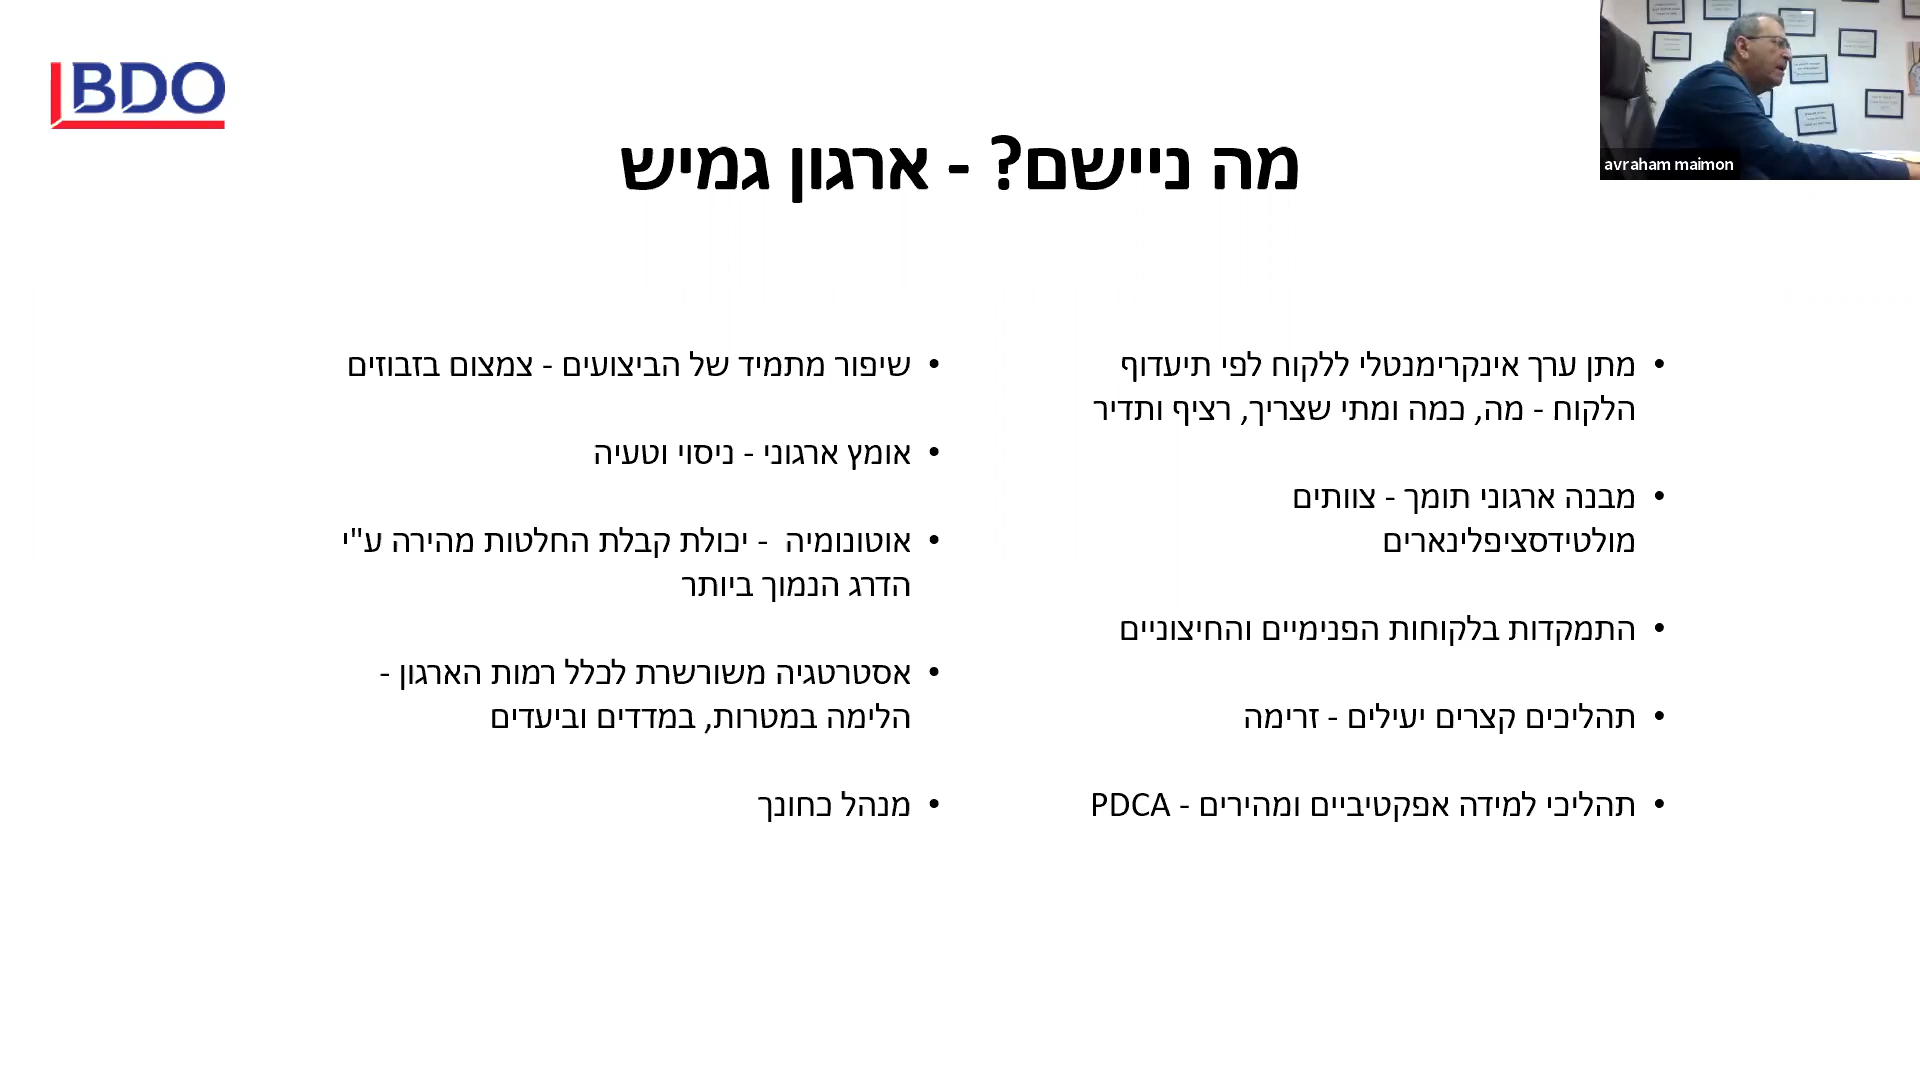 BDO
avraham maimon
מה ניישם? - ארגון גמיש
• מתן ערך אינקרימנטלי ללקוח לפי תיעדוף
הלקוח - מה, כמה ומתי שצריך, רציף ותדיר
• מבנה ארגוני תומך - צוותים
מולטידסציפלינארים
• התמקדות בלקוחות הפנימיים והחיצוניים
• תהליכים קצרים יעילים - זרימה
• תהליכי למידה אפקטיביים ומהירים - PDCA
• שיפור מתמיד של הביצועים - צמצום בזבוזים
• אומץ ארגוני - ניסוי וטעיה
• אוטונומיה  - יכולת קבלת החלטות מהירה ע"י
הדרג הנמוך ביותר
• אסטרטגיה משורשרת לכלל רמות הארגון -
הלימה במטרות, במדדים וביעדים
• מנהל כחונך